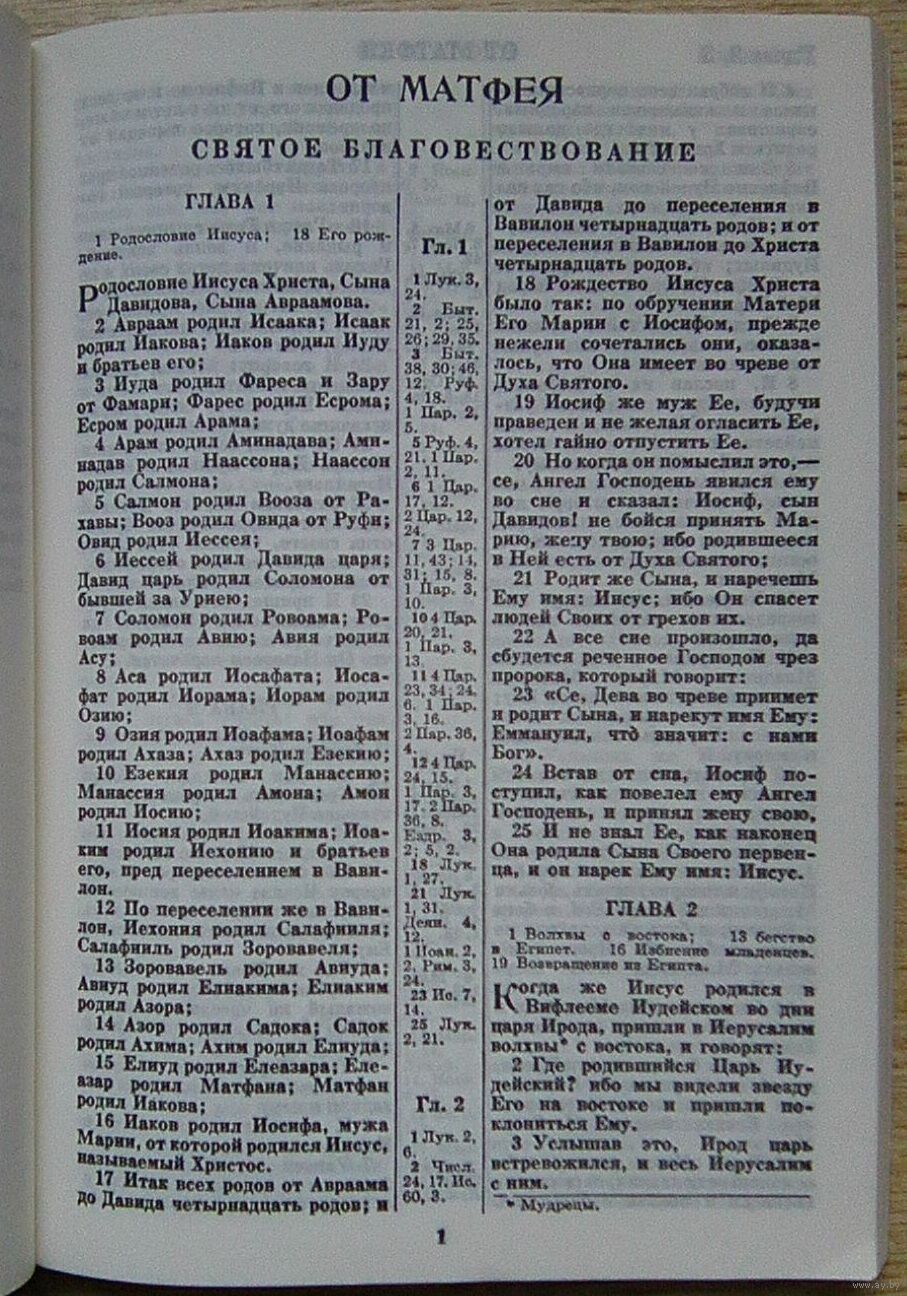 ОТ МАТФЕЯ
СВЯТОЕ БЛАГОВЕСТВОВАНИЕ
ГЛАВА 1
1 Родословие Иисуса; 18 Его рож-
дение.
Родословие Иисуса Христа, Сына
Давидова, Сына Авраамова.
2 Авраам родил Исаака; Исаак
родил Иакова; Иаков родил Иуду
и братьев его;
3 Иуда родил Фареса и Зару
от Фамари; Фарес родил Есрома;
Есром родил Арама;
4 Арам родил Аминадава; Ами-
надав родил Наассона; Наассон
родил Салмона;
5 Салмон родил Вооза от Ра-
хавы; Вооз родил Овида от Руфи;
Овид родил Иессея;
6 Иессей родил Давида царя;
Давид царь родил Соломона от
бывшей за Уриею;
7 Соломон родил Ровоама; Ро-
воам родил Авию; Авия родил
Асу;
8 Аса родил Иосафата; Иоса-
фат родил Иорама; Иорам родил
Озию;
9 Озия родил Иоафама; Иоафам
родил Ахаза; Ахаз родил Езекию;
10 Езекия родил Манассию;
Манассия родил Амона; Амон
родил Иосию;
11 Иосия родил Иоакима; Иоа-
ким родил Иехонию и братьев
его, пред переселением в Вави-
лон.
12 По переселении же в Вави-
лон, Иехония родил Салафииля;
Салафииль родил Зоровавеля;
13 Зоровавель родил Авиуда;
Авиуд родил Елиакима; Елиаким
родил Азора;
14 Азор родил Садока; Садок
родил Ахима; Ахим родил Елиуда;
15 Елиуд родил Елеазара; Еле-
азар родил Матфана; Матфан
родил Иакова;
16 Иаков родил Иосифа, мужа
Марии, от которой родился Иисус,
называемый Христос.
17 Итак всех родов от Авраама
до Давида четырнадцать родов; и
Гл. 1
1 Лук. 3,
24.
2 Быт.
21, 2; 25,
26; 29, 35.
3 Быт.
38, 30; 46,
12. Руф.
4, 18.
1 Пар. 2,
5.
5 Руф. 4,
21. 1 Пар.
2, 11.
6 1 Цар.
17, 12.
2 Цар. 12,
24.
7 3 Цар.
11, 43; 14,
31; 15, 8.
1 Пар. 3,
10.
10 4 Цар.
20, 21.
1 Пар. 3,
13.
11 4 Цар.
23, 34; 24,
6. 1 Пар.
3, 16.
2 Пар. 36,
4.
12 4 Цар.
24, 15.
1 Пар. 3,
17. 2 Пар.
36, 8.
Ездр. 3,
2; 5, 2.
18 Лук.
1, 27.
21 Лук.
1, 31.
Деян. 4,
12.
1 Иоан. 2,
2. Рим. 3,
24.
23 Ис. 7,
14.
25 Лук.
2, 21.
Гл. 2
1 Лук. 2,
6.
2 Числ.
24, 17. Ис.
60, 3.
от Давида до переселения в
Вавилон четырнадцать родов; и от
переселения в Вавилон до Христа
четырнадцать родов.
18 Рождество Иисуса Христа
было так: по обручении Матери
Его Марии с Иосифом, прежде
нежели сочетались они, оказа-
лось, что Она имеет во чреве от
Духа Святого.
19 Иосиф же муж Ее, будучи
праведен и не желая огласить Ее,
хотел тайно отпустить Ее.
20 Но когда он помыслил это,—
се, Ангел Господень явился ему
во сне и сказал: Иосиф, сын
Давидов! не бойся принять Ма-
рию, жену твою; ибо родившееся
в Ней есть от Духа Святого;
21 Родит же Сына, и наречешь
Ему имя: Иисус; ибо Он спасет
людей Своих от грехов их.
22 А все сие произошло, да
сбудется реченное Господом чрез
пророка, который говорит:
23 «Се, Дева во чреве приимет
и родит Сына, и нарекут имя Ему:
Еммануил, что́ значит: с нами
Бог».
24 Встав от сна, Иосиф по-
ступил, как повелел ему Ангел
Господень, и принял жену свою,
25 И не знал Ее, как наконец
Она родила Сына Своего первен-
ца, и он нарек Ему имя: Иисус.
ГЛАВА 2
1 Волхвы с востока; 13 бегство
в Египет. 16 Избиение младенцев.
19 Возвращение из Египта.
Когда же Иисус родился в
Вифлееме Иудейском во дни
царя Ирода, пришли в Иерусалим
волхвы* с востока, и говорят:
2 Где родившийся Царь Иу-
дейский? ибо мы видели звезду
Его на востоке и пришли по-
клониться Ему.
3 Услышав это, Ирод царь
встревожился, и весь Иерусалим
с ним.
* Мудрецы.
1
www.ay.by